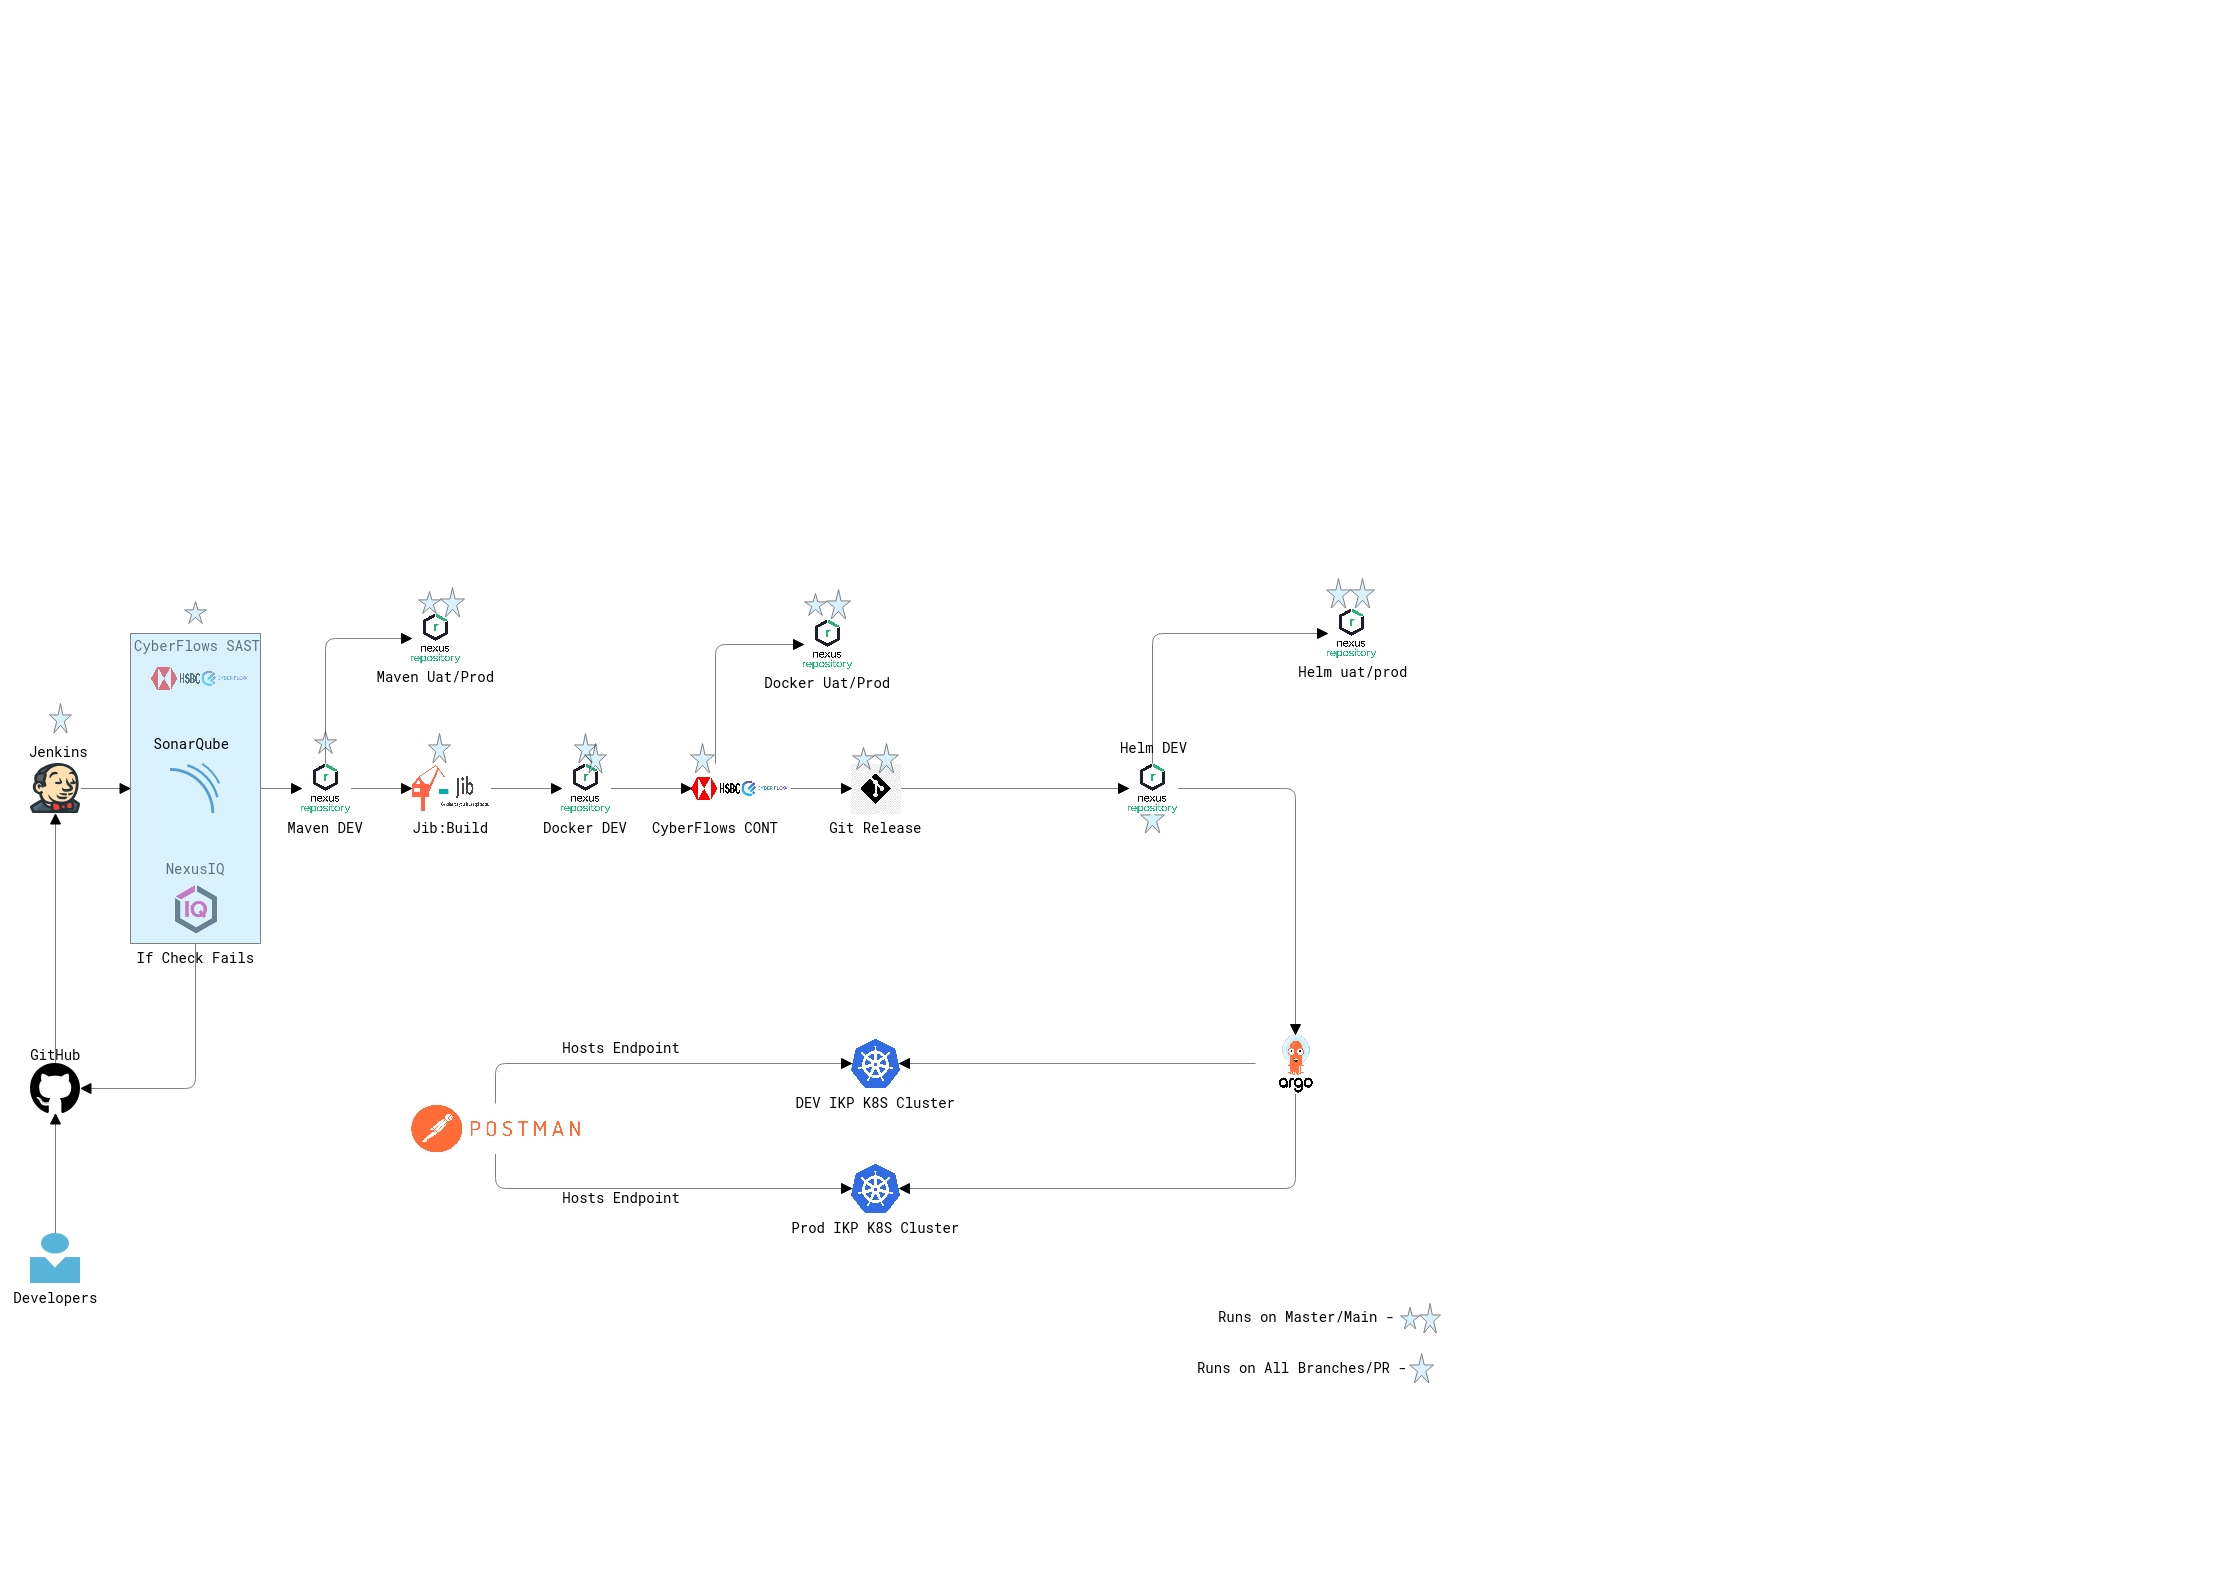 nexus
repository
Maven Uat/Prod
nexus
repository
Docker Uat/Prod
nexus
repository
Helm uat/prod
CyberFlows SAST
HSBC
CYBERFLOW
Jenkins
SonarQube
NexusIQ
IQ
If Check Fails
nexus
repository
Maven DEV
Jib
Jib:Build
nexus
repository
Docker DEV
HSBC
CYBERFLOW
CyberFlows CONT
Git Release
Helm DEV
nexus
repository
GitHub
Developers
Hosts Endpoint
POSTMAN
Hosts Endpoint
DEV IKP K8S Cluster
Prod IKP K8S Cluster
argo
Runs on Master/Main -
Runs on All Branches/PR -